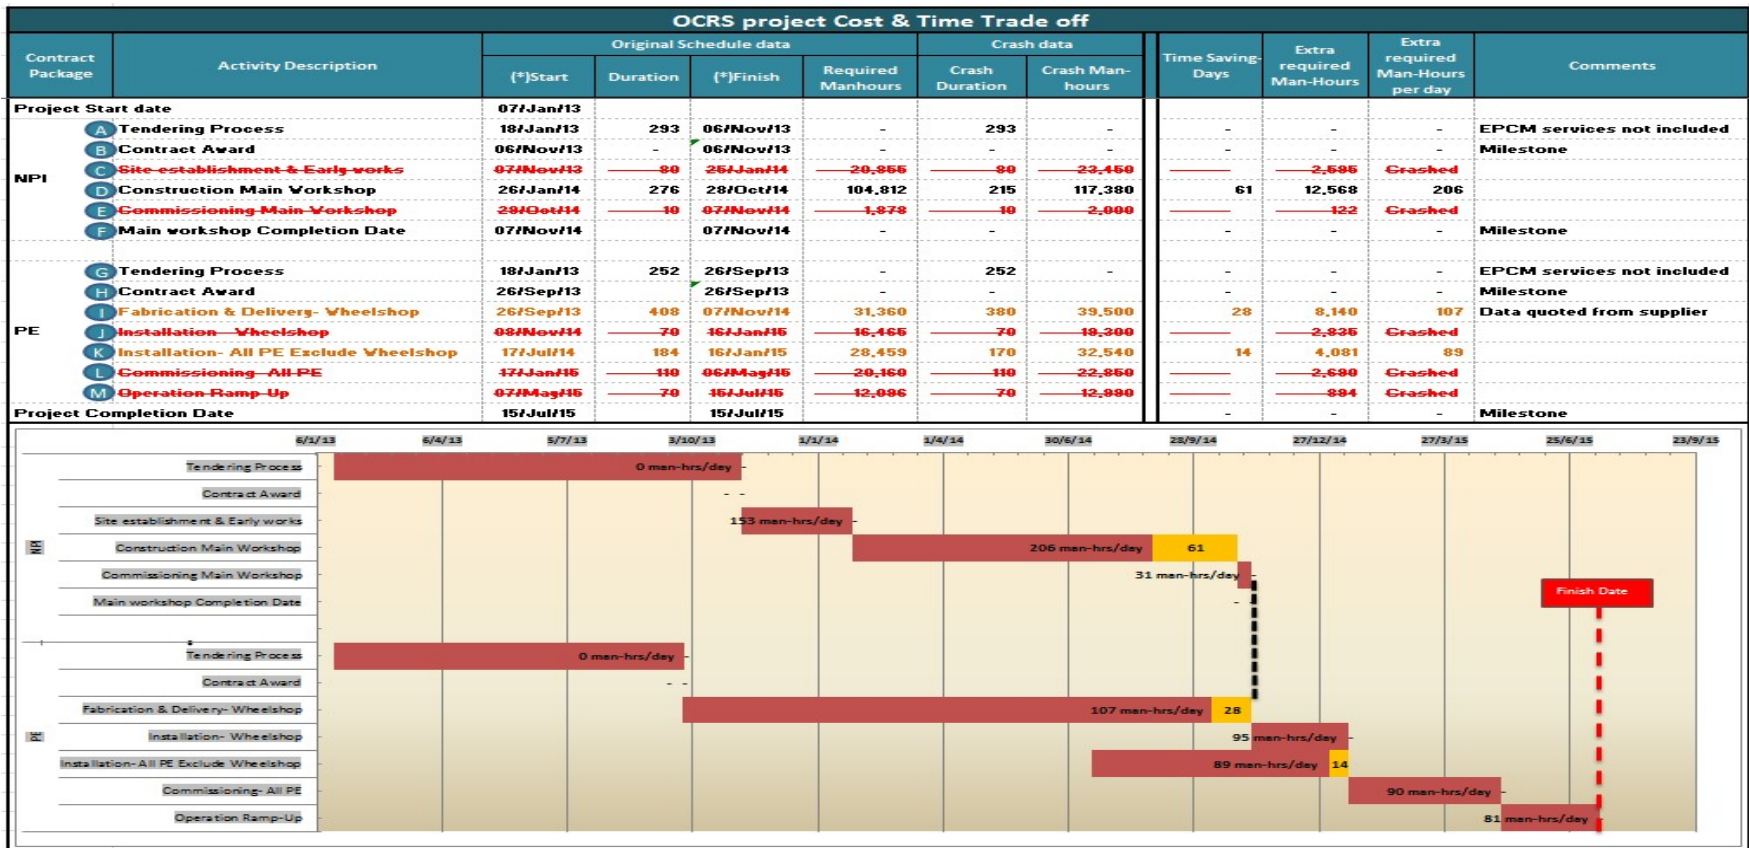 OCRS project Cost & Time Trade off
Contract Package Activity Description Original Schedule data Crash data Time Saving- Days Extra required Man-Hours Extra required Man-Hours per day Comments
(*)Start Duration (*)Finish Required Manhours Crash Duration Crash Man-hours
Project Start date 07/Jan/13
NPI
A Tendering Process 18/Jan/13 293 06/Nov/13 - 293 - - - - EPCM services not included
B Contract Award 06/Nov/13 - 06/Nov/13 - - - - - - Milestone
C Site establishment & Early works 07/Nov/13 80 25/Jan/14 20,855 80 23,450 2,595 Crashed
D Construction Main Workshop 26/Jan/14 276 28/Oct/14 104,812 215 117,380 61 12,568 206
E Commissioning Main Workshop 29/Oct/14 10 07/Nov/14 1,878 10 2,000 122 Crashed
F Main workshop Completion Date 07/Nov/14 07/Nov/14 - - - - - Milestone
PE
G Tendering Process 18/Jan/13 252 26/Sep/13 - 252 - - - - EPCM services not included
H Contract Award 26/Sep/13 26/Sep/13 - - - - - Milestone
I Fabrication & Delivery- Wheelshop 26/Sep/13 408 07/Nov/14 31,360 380 39,500 28 8,140 107 Data quoted from supplier
J Installation- Wheelshop 08/Nov/14 70 16/Jan/15 16,465 70 19,300 2,835 Crashed
K Installation- All PE Exclude Wheelshop 17/Jul/14 184 16/Jan/15 28,459 170 32,540 14 4,081 89
L Commissioning- All PE 17/Jan/15 110 06/May/15 20,160 110 22,850 2,690 Crashed
M Operation Ramp-Up 07/May/15 70 15/Jul/15 12,096 70 12,990 894 Crashed
Project Completion Date 15/Jul/15 15/Jul/15 - - - Milestone
6/1/13 6/4/13 5/7/13 3/10/13 1/1/14 1/4/14 30/6/14 28/9/14 27/12/14 27/3/15 25/6/15 23/9/15
NPI
Tendering Process 0 man-hrs/day -
Contract Award - -
Site establishment & Early works 153 man-hrs/day -
Construction Main Workshop 206 man-hrs/day 61
Commissioning Main Workshop 31 man-hrs/day -
Main workshop Completion Date - -
Finish Date
PE
Tendering Process 0 man-hrs/day -
Contract Award - -
Fabrication & Delivery- Wheelshop 107 man-hrs/day 28
Installation- Wheelshop 95 man-hrs/day -
Installation-All PE Exclude Wheelshop 89 man-hrs/day 14
Commissioning- All PE 90 man-hrs/day -
Operation Ramp-Up 81 man-hrs/day